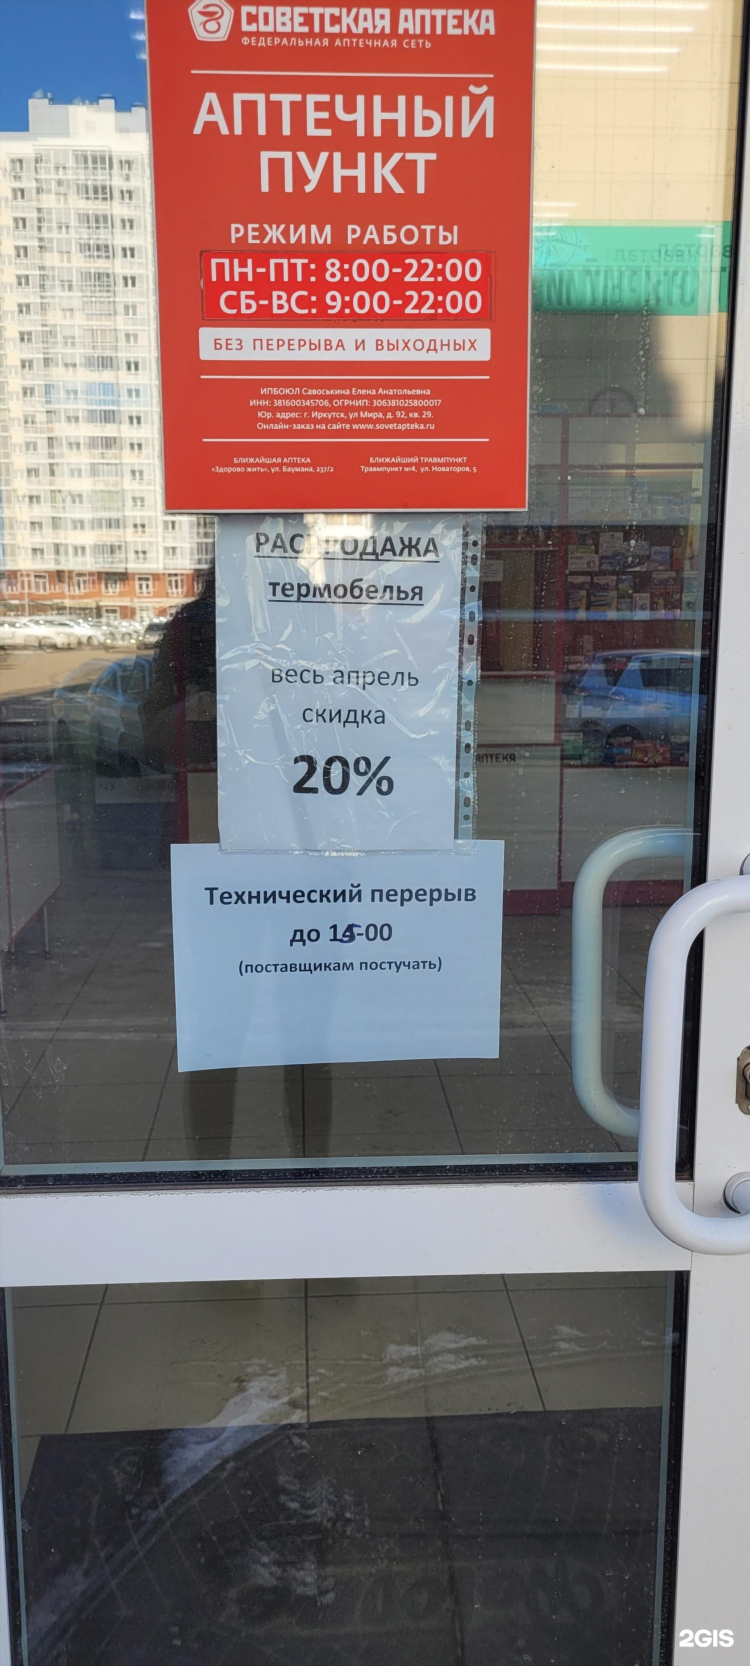 СОВЕТСКАЯ АПТЕКА
ФЕДЕРАЛЬНАЯ АПТЕЧНАЯ СЕТЬ
АПТЕЧНЫЙ
ПУНКТ
РЕЖИМ РАБОТЫ
ПН-ПТ: 8:00-22:00
СБ-ВС: 9:00-22:00
БЕЗ ПЕРЕРЫВА И ВЫХОДНЫХ
ИПБОЮЛ Савоськина Елена Анатольевна
ИНН: 381600345706, ОГРНИП: 306381025800017
Юр. адрес: г. Иркутск, ул Мира, д. 92, кв. 29.
Онлайн-заказ на сайте www.sovetapteka.ru
БЛИЖАЙШАЯ АПТЕКА
«Здорово жить», ул. Баумана, 237/2
БЛИЖАЙШИЙ ТРАВМПУНКТ
Травмпункт №4, ул. Новаторов, 5
РАСПРОДАЖА
термобелья
весь апрель
скидка
20%
АПТЕКА
Технический перерыв
до 15-00
(поставщикам постучать)
2GIS